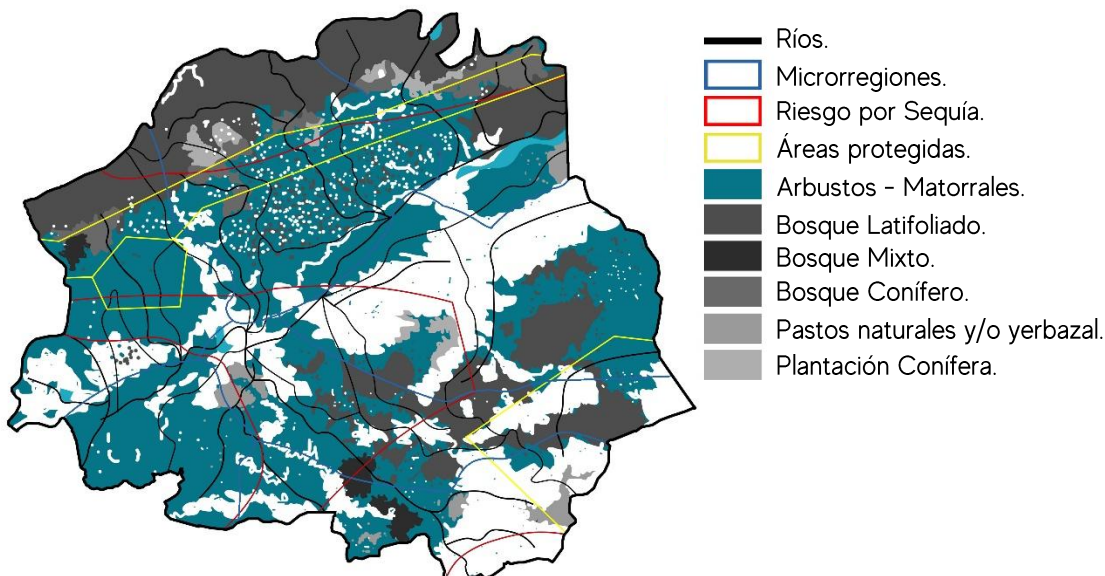 Ríos.
Microrregiones.
Riesgo por Sequía.
Áreas protegidas.
Arbustos - Matorrales.
Bosque Latifoliado.
Bosque Mixto.
Bosque Conífero.
Pastos naturales y/o yerbazal.
Plantación Conífera.